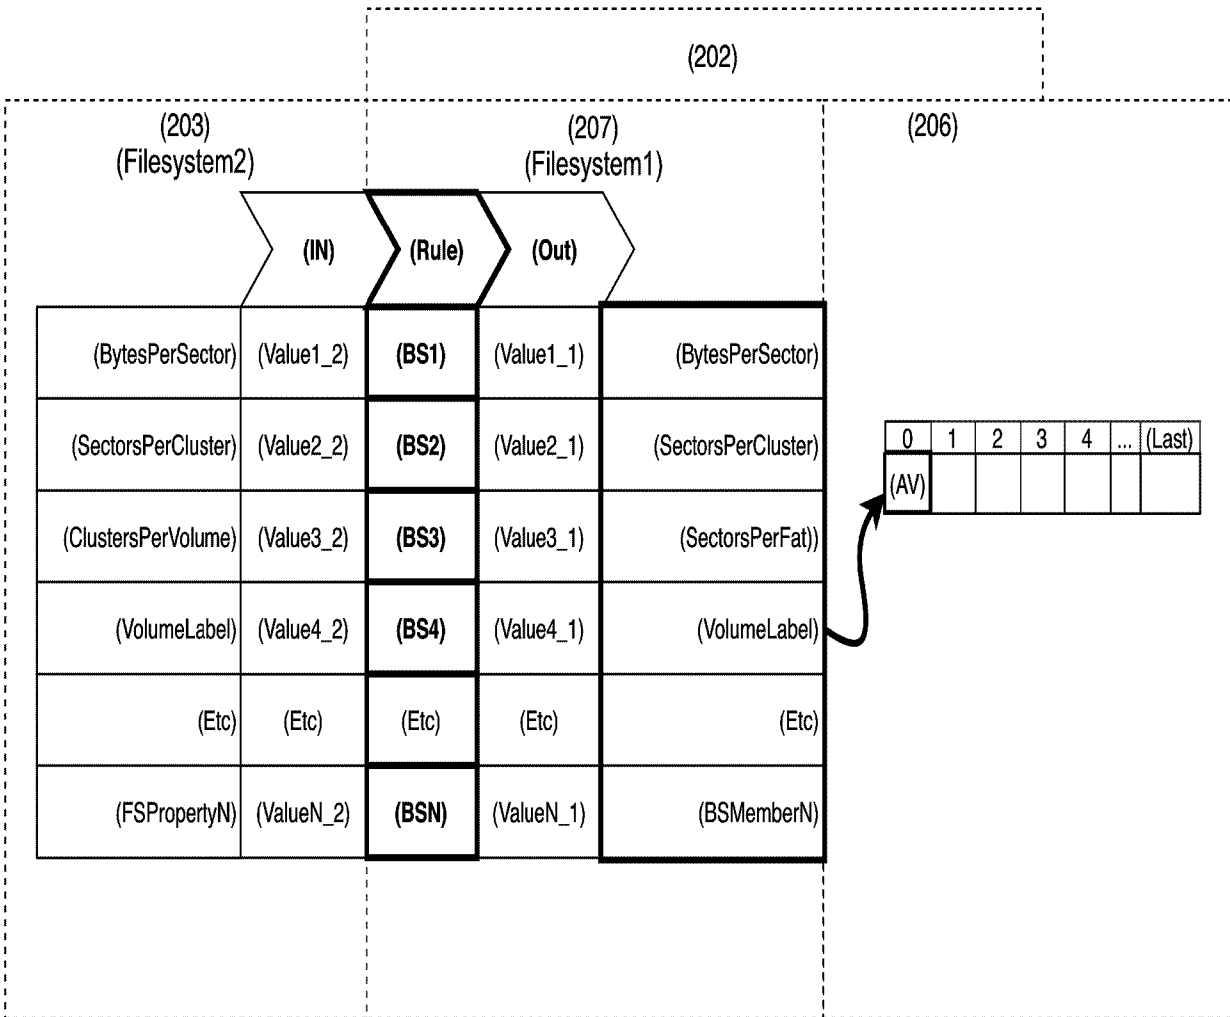 (202)
(203) (207) (206)
(Filesystem2) (Filesystem1)
(IN) (Rule) (Out)
(BytesPerSector) (Value1_2) (BS1) (Value1_1) (BytesPerSector)
(SectorsPerCluster) (Value2_2) (BS2) (Value2_1) (SectorsPerCluster)
0 1 2 3 4 ... (Last)
(AV)
(ClustersPerVolume) (Value3_2) (BS3) (Value3_1) (SectorsPerFat))
(VolumeLabel) (Value4_2) (BS4) (Value4_1) (VolumeLabel)
(Etc) (Etc) (Etc) (Etc) (Etc)
(FSPropertyN) (ValueN_2) (BSN) (ValueN_1) (BSMemberN)